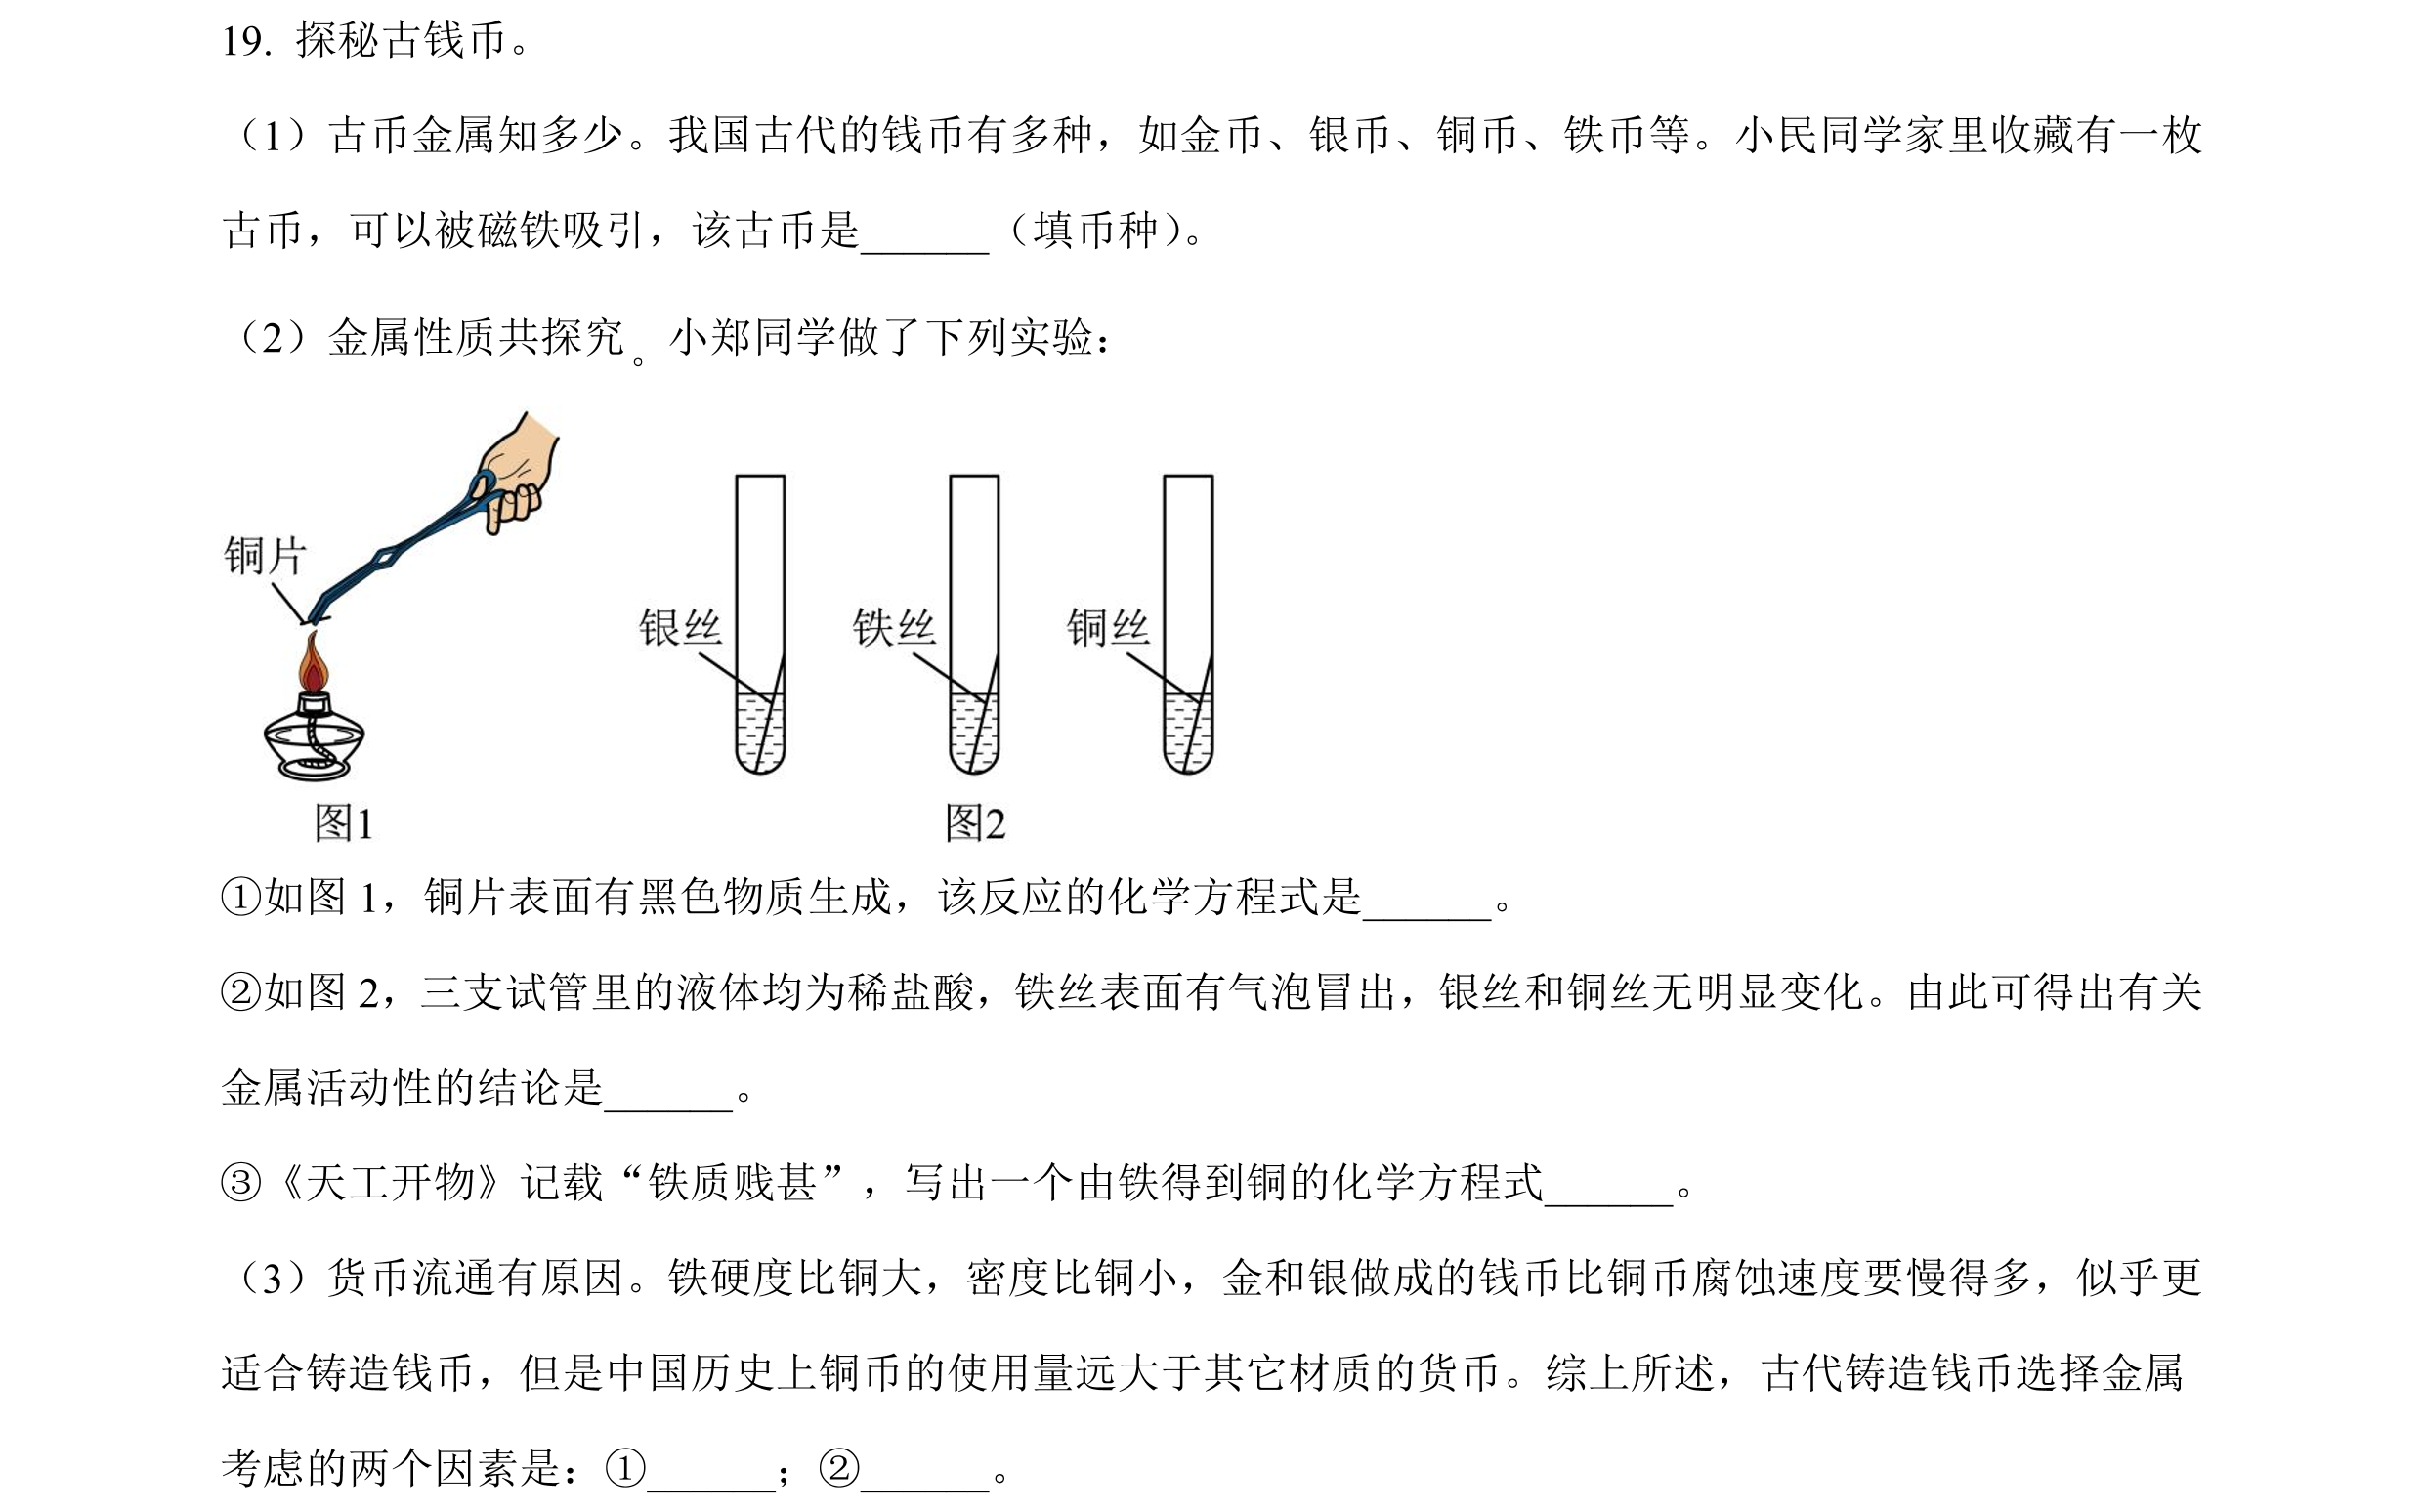 19. 探秘古钱币。
（1）古币金属知多少。我国古代的钱币有多种，如金币、银币、铜币、铁币等。小民同学家里收藏有一枚
古币，可以被磁铁吸引，该古币是______（填币种）。
（2）金属性质共探究。小郑同学做了下列实验：
铜片
银丝
铁丝
铜丝
图1
图2
①如图 1，铜片表面有黑色物质生成，该反应的化学方程式是______。
②如图 2，三支试管里的液体均为稀盐酸，铁丝表面有气泡冒出，银丝和铜丝无明显变化。由此可得出有关
金属活动性的结论是______。
③《天工开物》记载“铁质贱甚”，写出一个由铁得到铜的化学方程式______。
（3）货币流通有原因。铁硬度比铜大，密度比铜小，金和银做成的钱币比铜币腐蚀速度要慢得多，似乎更
适合铸造钱币，但是中国历史上铜币的使用量远大于其它材质的货币。综上所述，古代铸造钱币选择金属
考虑的两个因素是：①______；②______。